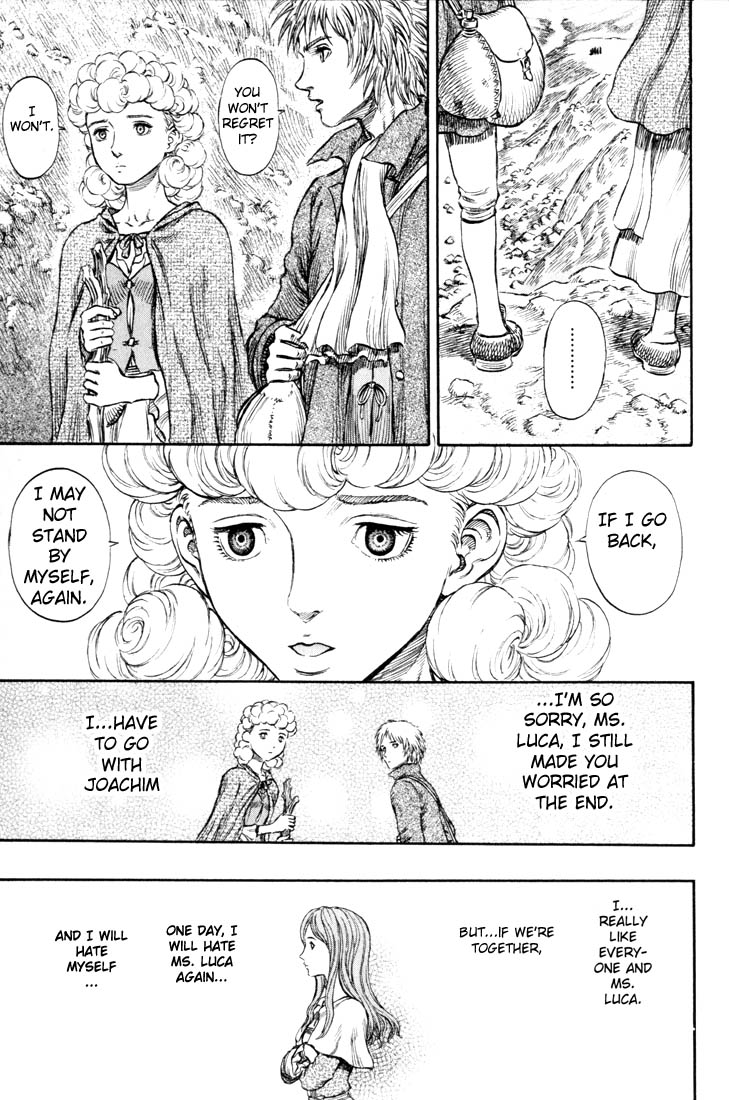 .........
YOU
WON'T
REGRET
IT?
I
WON'T.
IF I GO
BACK,
I MAY
NOT
STAND
BY
MYSELF,
AGAIN.
...I'M SO
SORRY, MS.
LUCA, I STILL
MADE YOU
WORRIED AT
THE END.
I...HAVE
TO GO
WITH
JOACHIM
I...
REALLY
LIKE
EVERY-
ONE AND
MS.
LUCA.
BUT...IF WE'RE
TOGETHER,
ONE DAY, I
WILL HATE
MS. LUCA
AGAIN...
AND I WILL
HATE
MYSELF
...